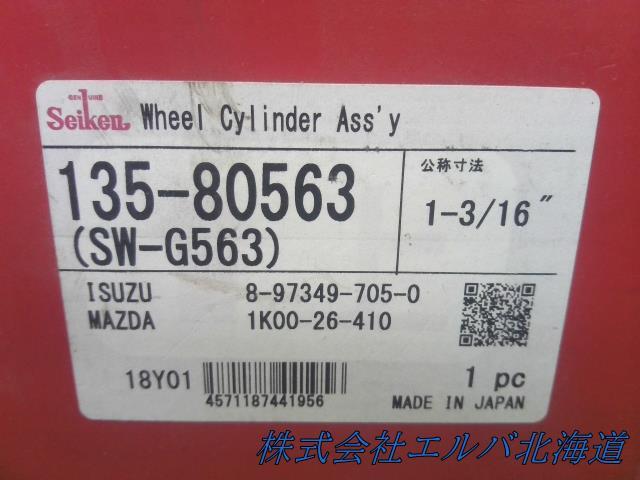 GENUINE
Seiken Wheel Cylinder Ass'y
135-80563
(SW-G563)
公称寸法
1-3/16"
ISUZU 8-97349-705-0
MAZDA 1K00-26-410
18Y01
4571187441956
1 pc
MADE IN JAPAN
株式会社エルバ北海道